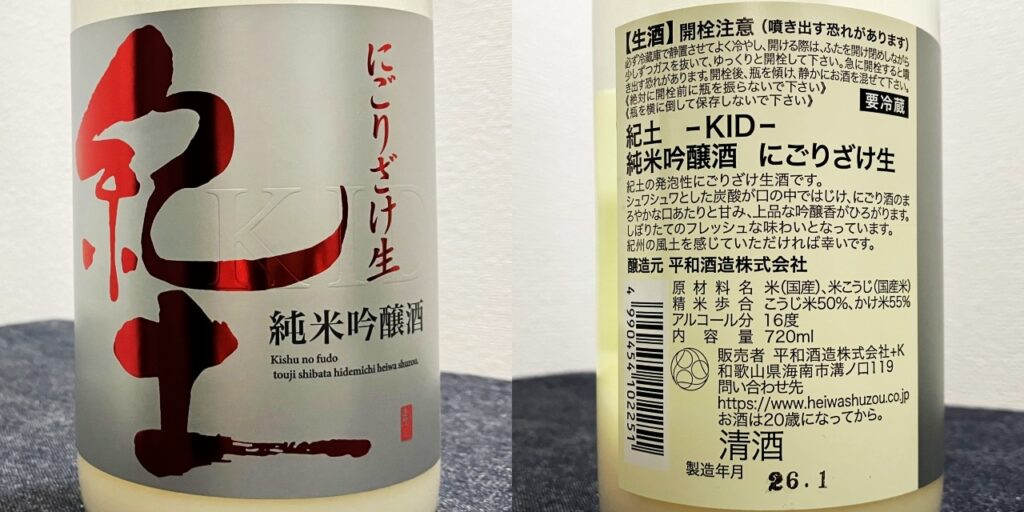 紀土
KID
にごりざけ生
純米吟醸酒
Kishu no fudo
touji shibata hidemichi heiwa shuzou.
【生酒】開栓注意（噴き出す恐れがあります）
必ず冷蔵庫で静置させてよく冷やし、開ける際は、ふたを開け閉めしながら
少しずつガスを抜いて、ゆっくりと開栓して下さい。急に開栓すると噴
き出す恐れがあります。開栓後、瓶を傾け、静かにお酒を混ぜて下さい。
《絶対に開栓前に瓶を振らないで下さい》
《瓶を横に倒して保存しないで下さい》
要冷蔵
紀土 －KID－
純米吟醸酒 にごりざけ生
紀土の発泡性にごりざけ生酒です。
シュワシュワとした炭酸が口の中ではじけ、にごり酒のま
ろやかな口あたりと甘み、上品な吟醸香がひろがります。
しぼりたてのフレッシュな味わいとなっています。
紀州の風土を感じていただければ幸いです。
醸造元 平和酒造株式会社
原材料名 米（国産）、米こうじ（国産米）
精米歩合 こうじ米50%、かけ米55%
アルコール分 16度
内容量 720ml
販売者 平和酒造株式会社+K
和歌山県海南市溝ノ口119
問い合わせ先
https://www.heiwashuzou.co.jp
お酒は20歳になってから。
清酒
製造年月 26.1
4 990454 102251